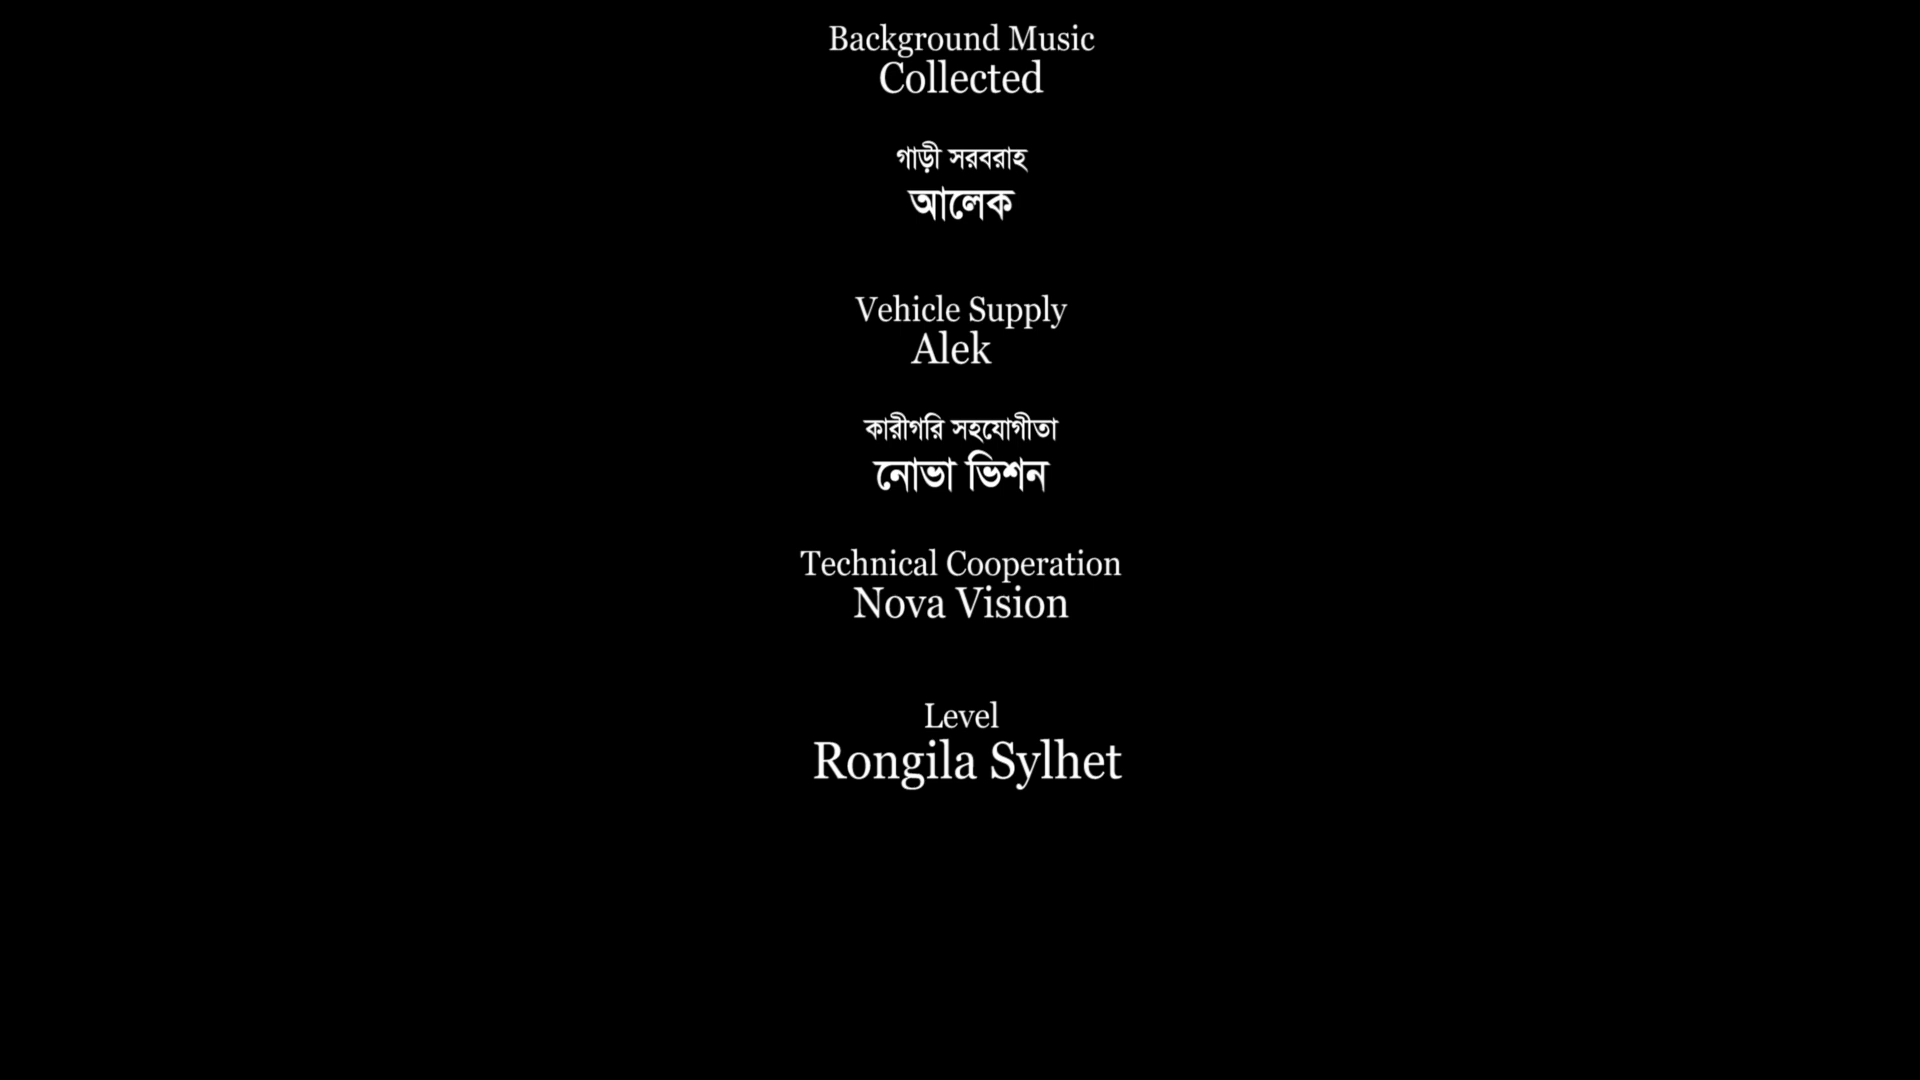 Background Music
Collected
গাড়ী সরবরাহ
আলেক
Vehicle Supply
Alek
কারীগরি সহযোগীতা
নোভা ভিশন
Technical Cooperation
Nova Vision
Level
Rongila Sylhet